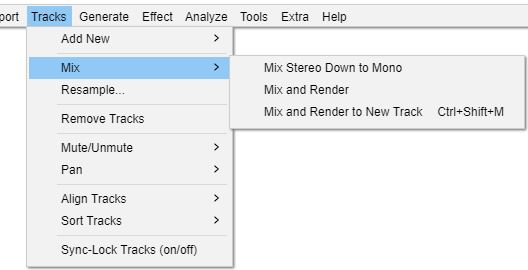 port Tracks Generate Effect Analyze Tools Extra Help
Add New
Mix
Mix Stereo Down to Mono
Resample...
Mix and Render
Remove Tracks
Mix and Render to New Track Ctrl+Shift+M
Mute/Unmute
Pan
Align Tracks
Sort Tracks
Sync-Lock Tracks (on/off)